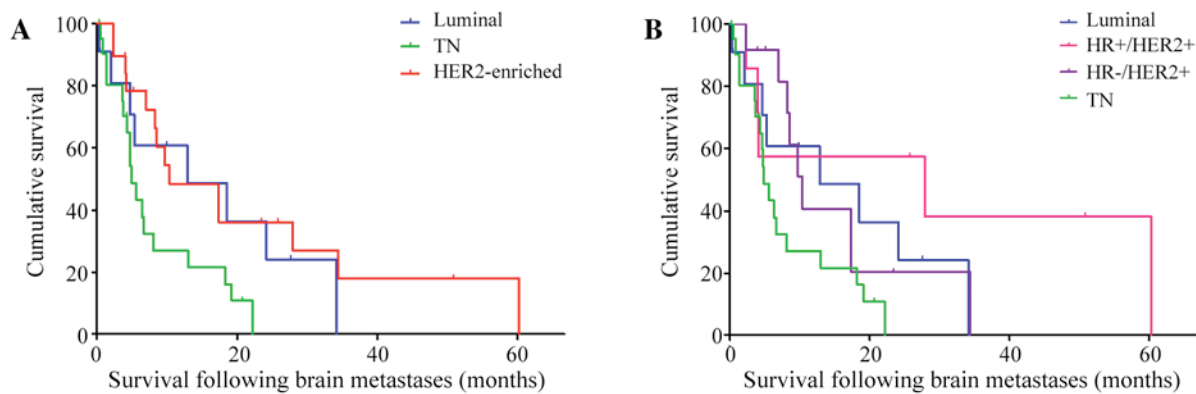 A
Cumulative survival
100
80
60
40
20
0
0 20 40 60
Survival following brain metastases (months)
Luminal
TN
HER2-enriched
B
Cumulative survival
100
80
60
40
20
0
0 20 40 60
Survival following brain metastases (months)
Luminal
HR+/HER2+
HR-/HER2+
TN